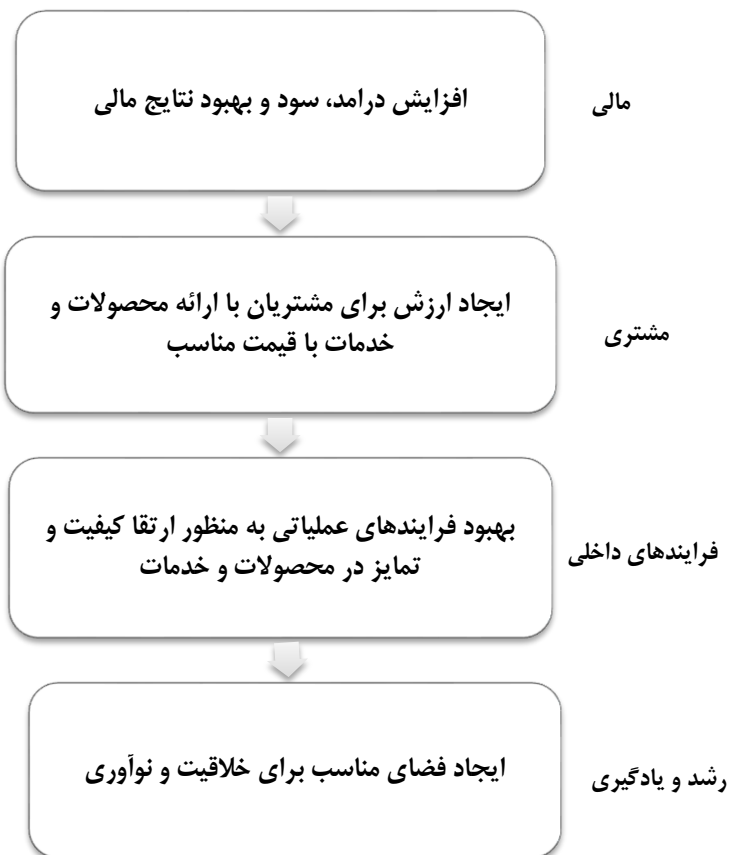 مالی
افزایش درامد، سود و بهبود نتایج مالی
مشتری
ایجاد ارزش برای مشتریان با ارائه محصولات و
خدمات با قیمت مناسب
فرایندهای داخلی
بهبود فرایندهای عملیاتی به منظور ارتقا کیفیت و
تمایز در محصولات و خدمات
رشد و یادگیری
ایجاد فضای مناسب برای خلاقیت و نوآوری